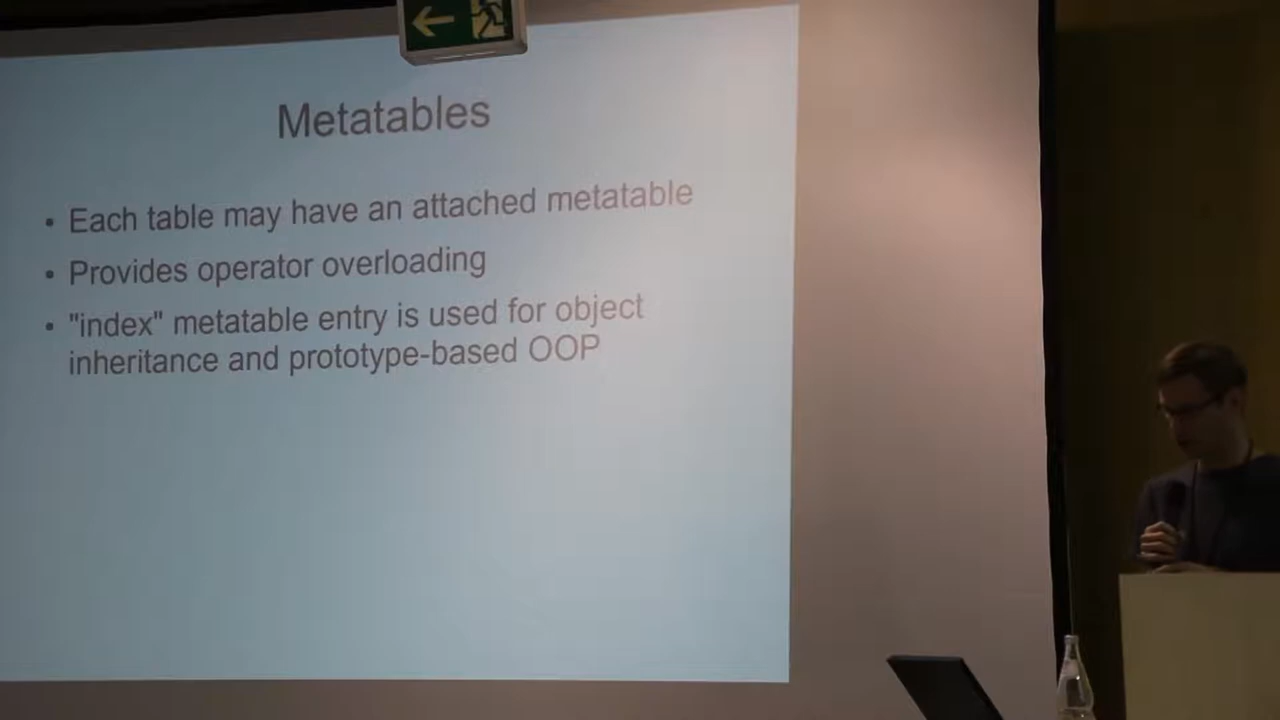 Metatables
• Each table may have an attached metatable
• Provides operator overloading
• "index" metatable entry is used for object
inheritance and prototype-based OOP